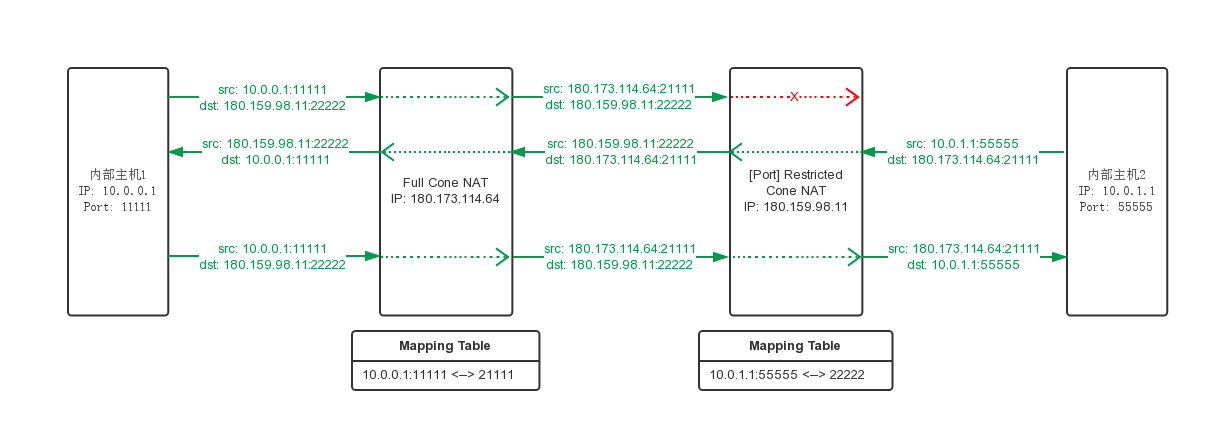 src: 10.0.0.1:11111
dst: 180.159.98.11:22222
src: 180.173.114.64:21111
dst: 180.159.98.11:22222
X
src: 180.159.98.11:22222
dst: 10.0.0.1:11111
src: 180.159.98.11:22222
dst: 180.173.114.64:21111
src: 10.0.1.1:55555
dst: 180.173.114.64:21111
内部主机1
IP: 10.0.0.1
Port: 11111
Full Cone NAT
IP: 180.173.114.64
[Port] Restricted
Cone NAT
IP: 180.159.98.11
内部主机2
IP: 10.0.1.1
Port: 55555
src: 10.0.0.1:11111
dst: 180.159.98.11:22222
src: 180.173.114.64:21111
dst: 180.159.98.11:22222
src: 180.173.114.64:21111
dst: 10.0.1.1:55555
Mapping Table
10.0.0.1:11111 <--> 21111
Mapping Table
10.0.1.1:55555 <--> 22222